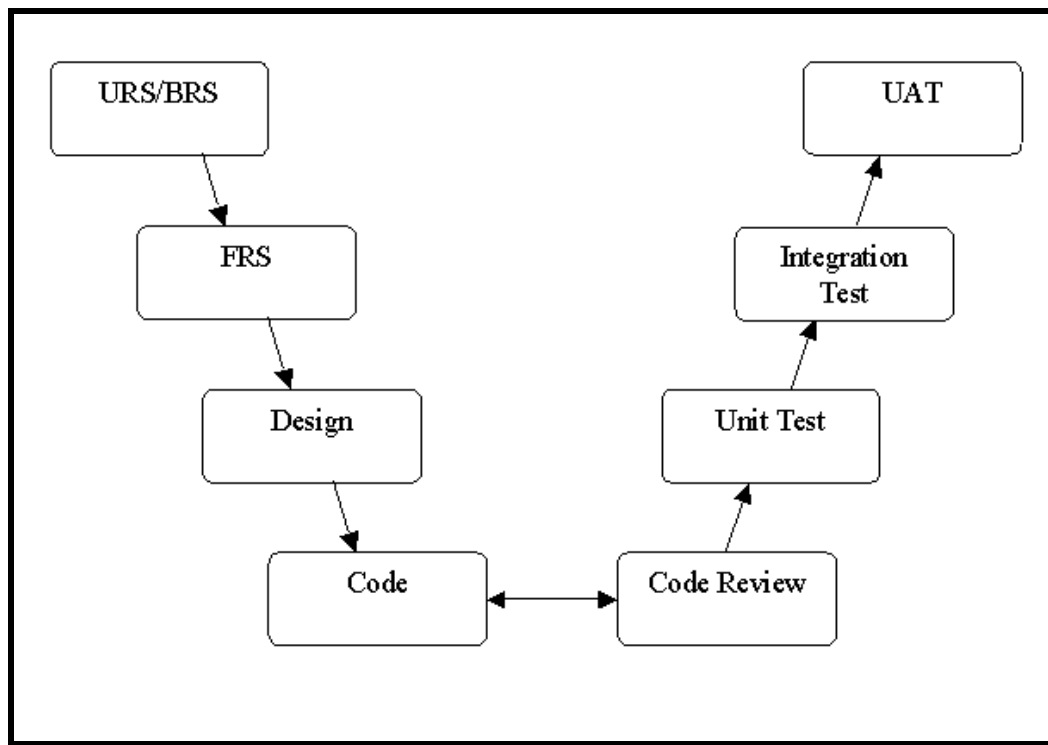 URS/BRS
UAT
FRS
Integration
Test
Design
Unit Test
Code
Code Review